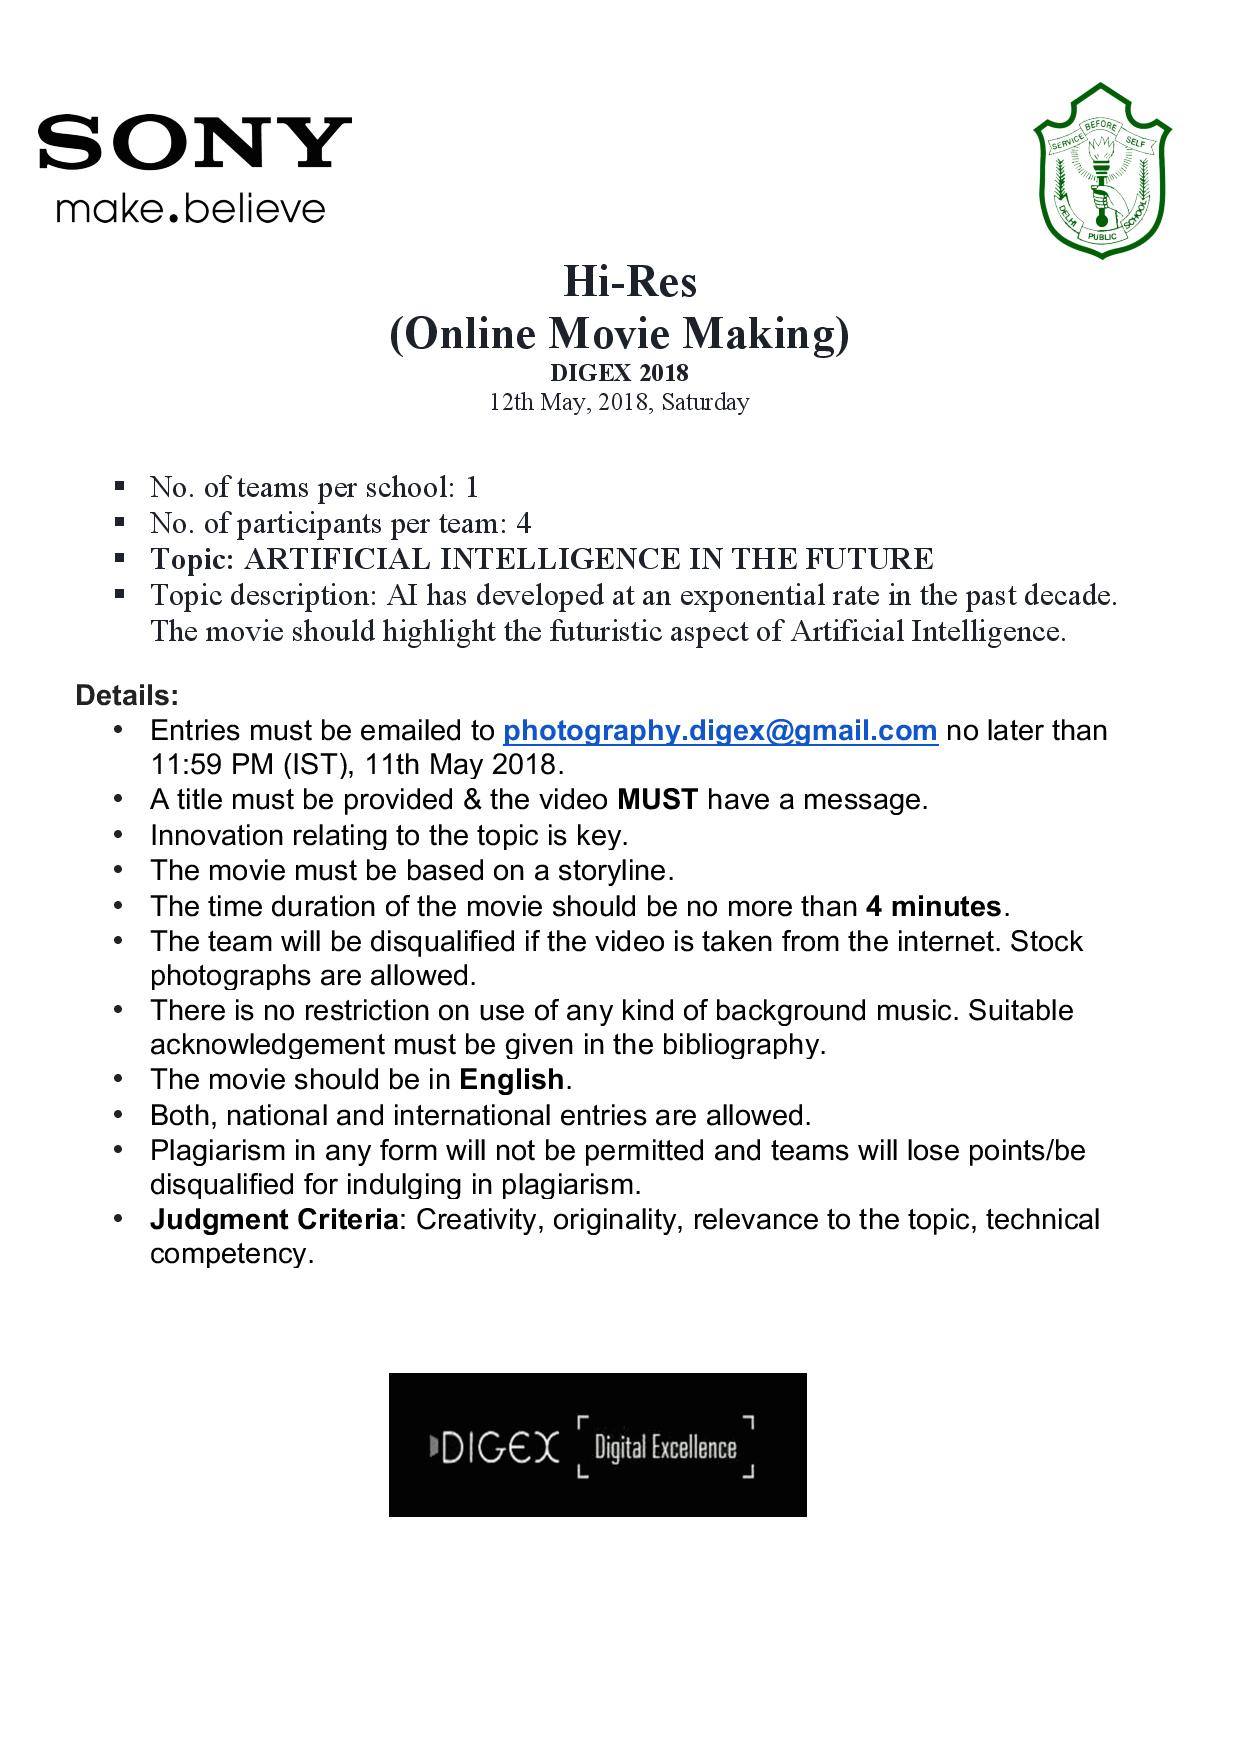 SONY
make.believe
SERVICE BEFORE SELF
DELHI PUBLIC SCHOOL
Hi-Res
(Online Movie Making)
DIGEX 2018
12th May, 2018, Saturday
▪ No. of teams per school: 1
▪ No. of participants per team: 4
▪ Topic: ARTIFICIAL INTELLIGENCE IN THE FUTURE
▪ Topic description: AI has developed at an exponential rate in the past decade.
The movie should highlight the futuristic aspect of Artificial Intelligence.
Details:
• Entries must be emailed to photography.digex@gmail.com no later than
11:59 PM (IST), 11th May 2018.
• A title must be provided & the video MUST have a message.
• Innovation relating to the topic is key.
• The movie must be based on a storyline.
• The time duration of the movie should be no more than 4 minutes.
• The team will be disqualified if the video is taken from the internet. Stock
photographs are allowed.
• There is no restriction on use of any kind of background music. Suitable
acknowledgement must be given in the bibliography.
• The movie should be in English.
• Both, national and international entries are allowed.
• Plagiarism in any form will not be permitted and teams will lose points/be
disqualified for indulging in plagiarism.
• Judgment Criteria: Creativity, originality, relevance to the topic, technical
competency.
DIGEX Digital Excellence